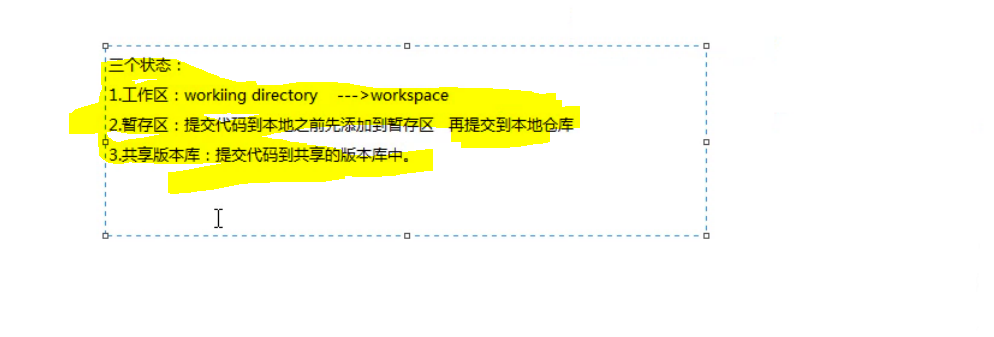 三个状态：
1.工作区：workiing directory --->workspace
2.暂存区：提交代码到本地之前先添加到暂存区 再提交到本地仓库
3.共享版本库：提交代码到共享的版本库中。